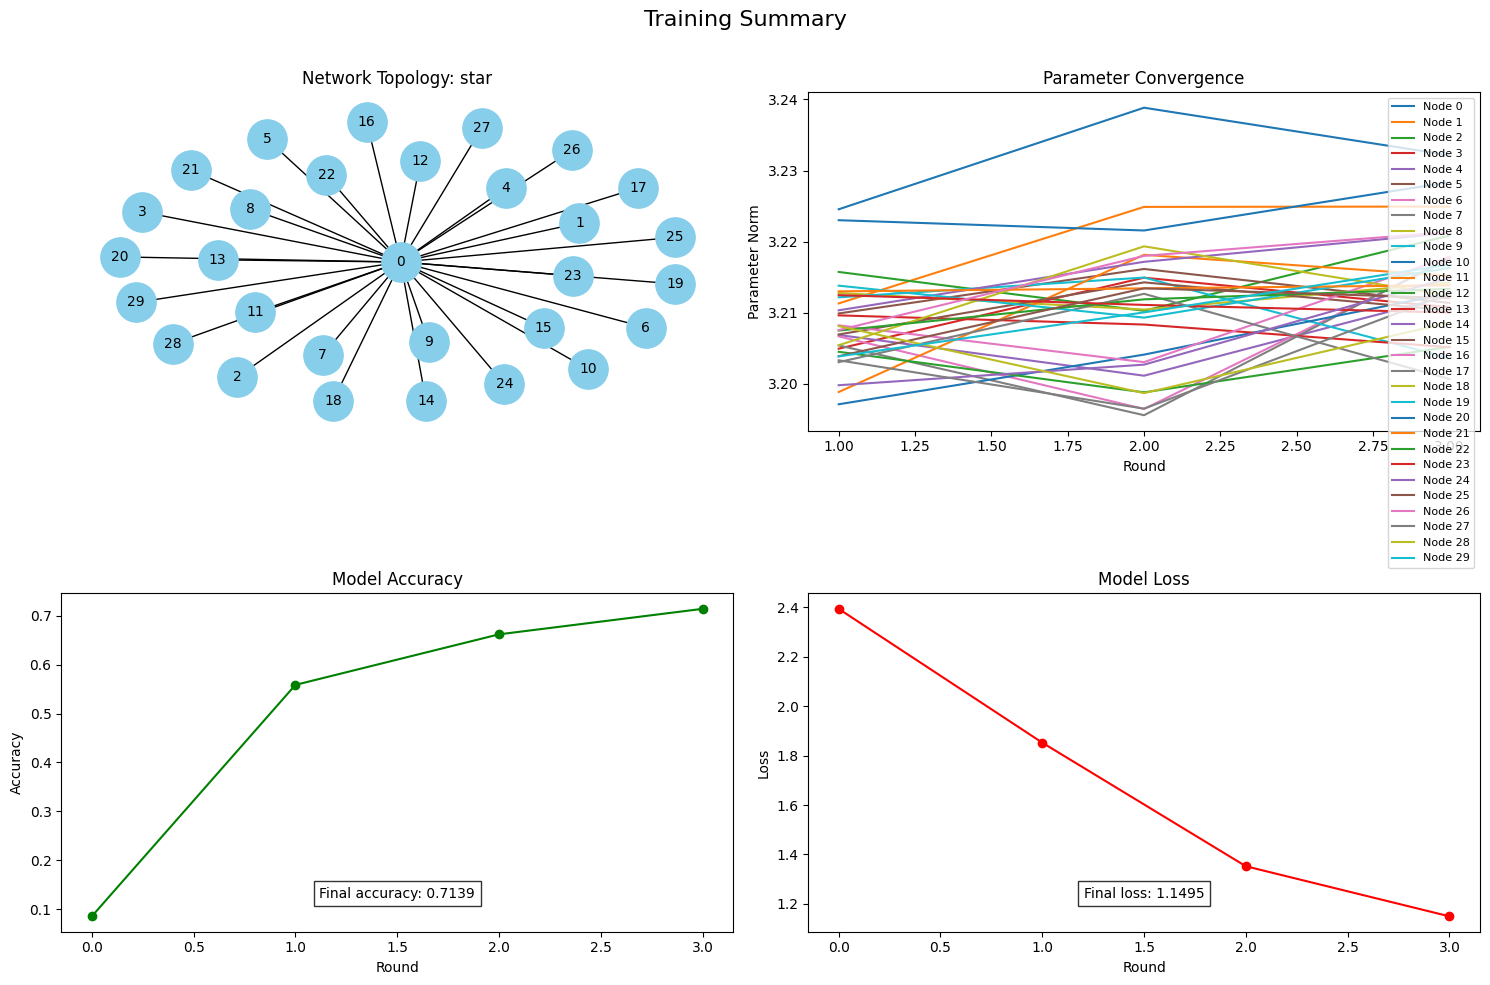 Training Summary
Network Topology: star
16
27
5
26
12
21
22
4
17
8
3
1
25
20
13
0
23
19
29
11
15
6
28
9
7
10
2
24
18
14
Parameter Convergence
3.24
3.23
3.22
3.21
3.20
Parameter Norm
1.00 1.25 1.50 1.75 2.00 2.25 2.50 2.75 3.00
Round
Node 0
Node 1
Node 2
Node 3
Node 4
Node 5
Node 6
Node 7
Node 8
Node 9
Node 10
Node 11
Node 12
Node 13
Node 14
Node 15
Node 16
Node 17
Node 18
Node 19
Node 20
Node 21
Node 22
Node 23
Node 24
Node 25
Node 26
Node 27
Node 28
Node 29
Model Accuracy
0.7
0.6
0.5
0.4
0.3
0.2
0.1
Accuracy
Final accuracy: 0.7139
0.0 0.5 1.0 1.5 2.0 2.5 3.0
Round
Model Loss
2.4
2.2
2.0
1.8
1.6
1.4
1.2
Loss
Final loss: 1.1495
0.0 0.5 1.0 1.5 2.0 2.5 3.0
Round